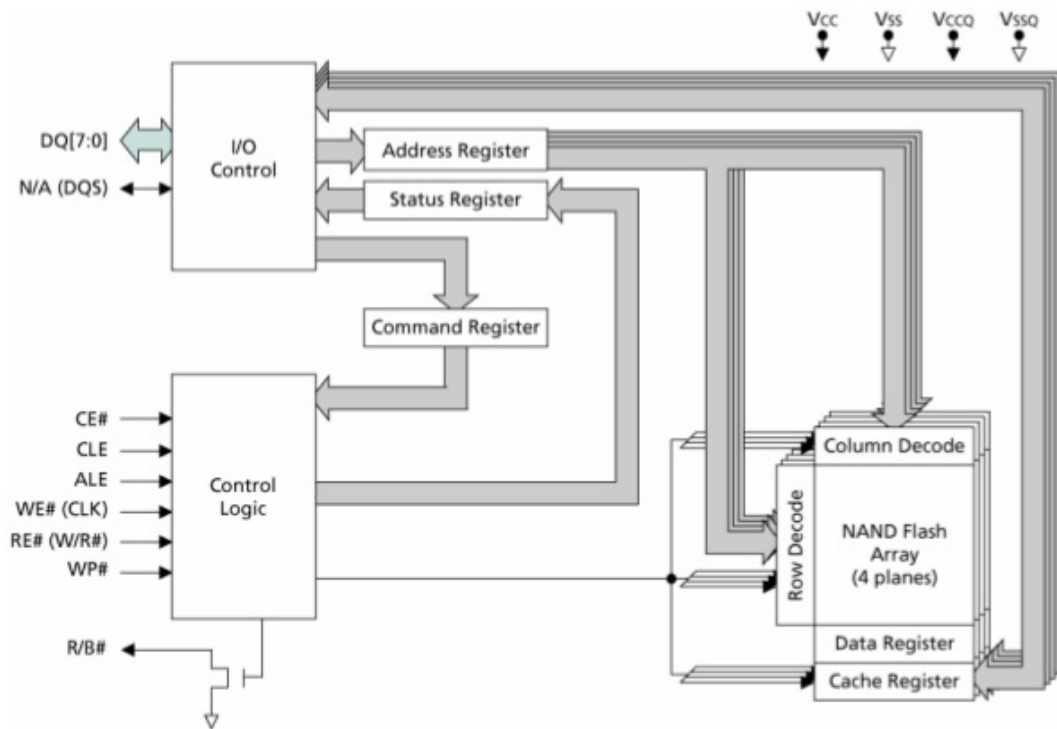 Vcc Vss VccQ VssQ
DQ[7:0]
N/A (DQS)
I/O
Control
Address Register
Status Register
Command Register
CE#
CLE
ALE
WE# (CLK)
RE# (W/R#)
WP#
R/B#
Control
Logic
Column Decode
Row Decode
NAND Flash
Array
(4 planes)
Data Register
Cache Register